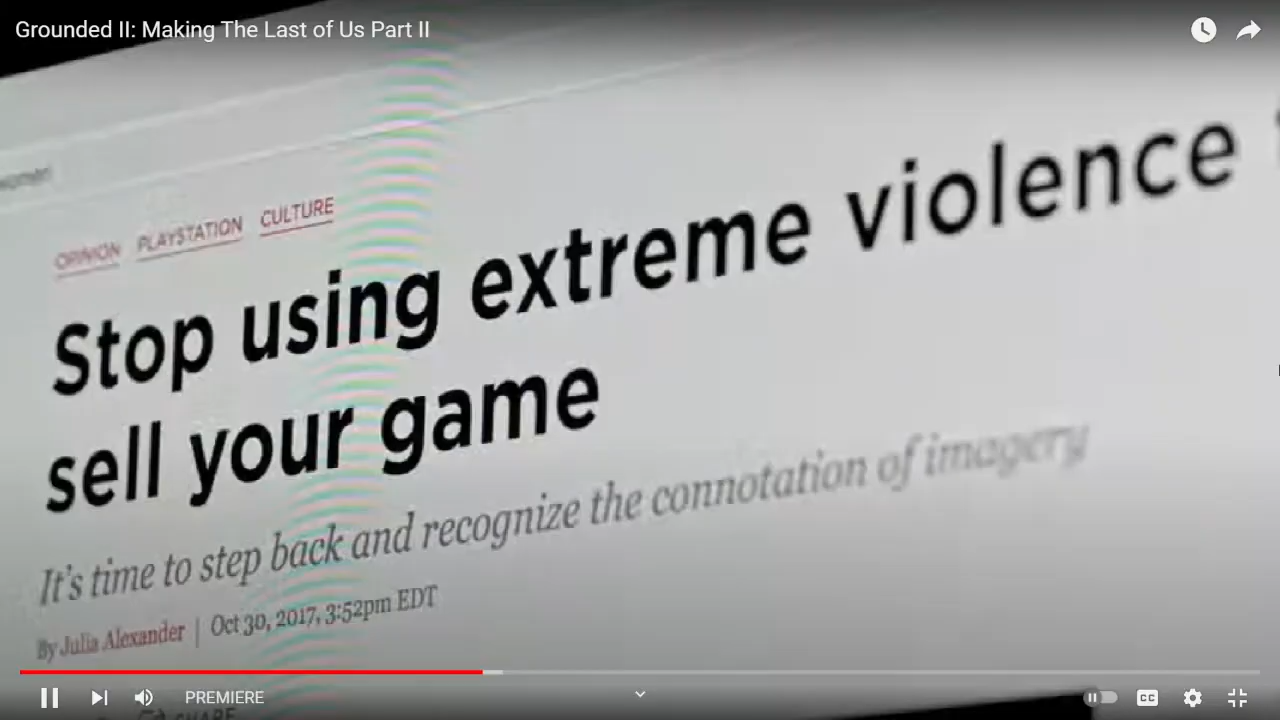 Grounded II: Making The Last of Us Part II
OPINION PLAYSTATION CULTURE
Stop using extreme violence
sell your game
It's time to step back and recognize the connotation of imagery
By Julia Alexander | Oct 30, 2017, 3:52pm EDT
PREMIERE
CC
SHARE